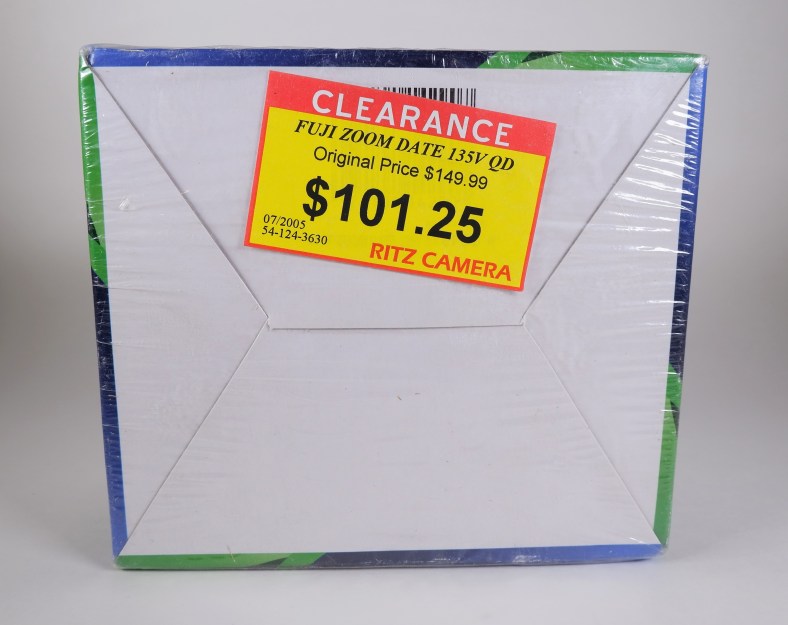 CLEARANCE
FUJI ZOOM DATE 135V QD
Original Price $149.99
$101.25
07/2005
54-124-3630
RITZ CAMERA